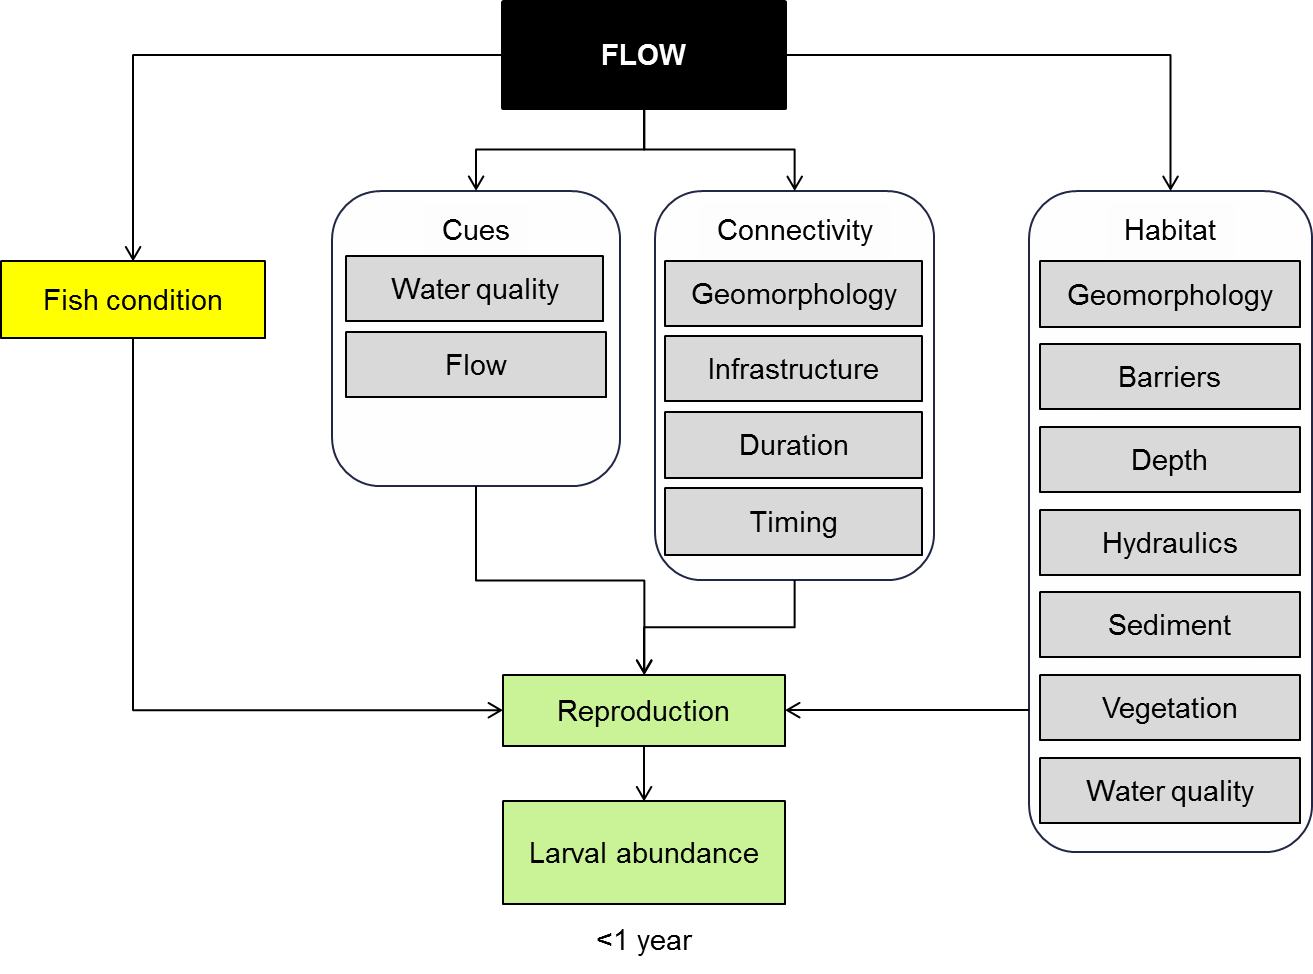 FLOW
Fish condition
Cues
Water quality
Flow
Connectivity
Geomorphology
Infrastructure
Duration
Timing
Habitat
Geomorphology
Barriers
Depth
Hydraulics
Sediment
Vegetation
Water quality
Reproduction
Larval abundance
<1 year